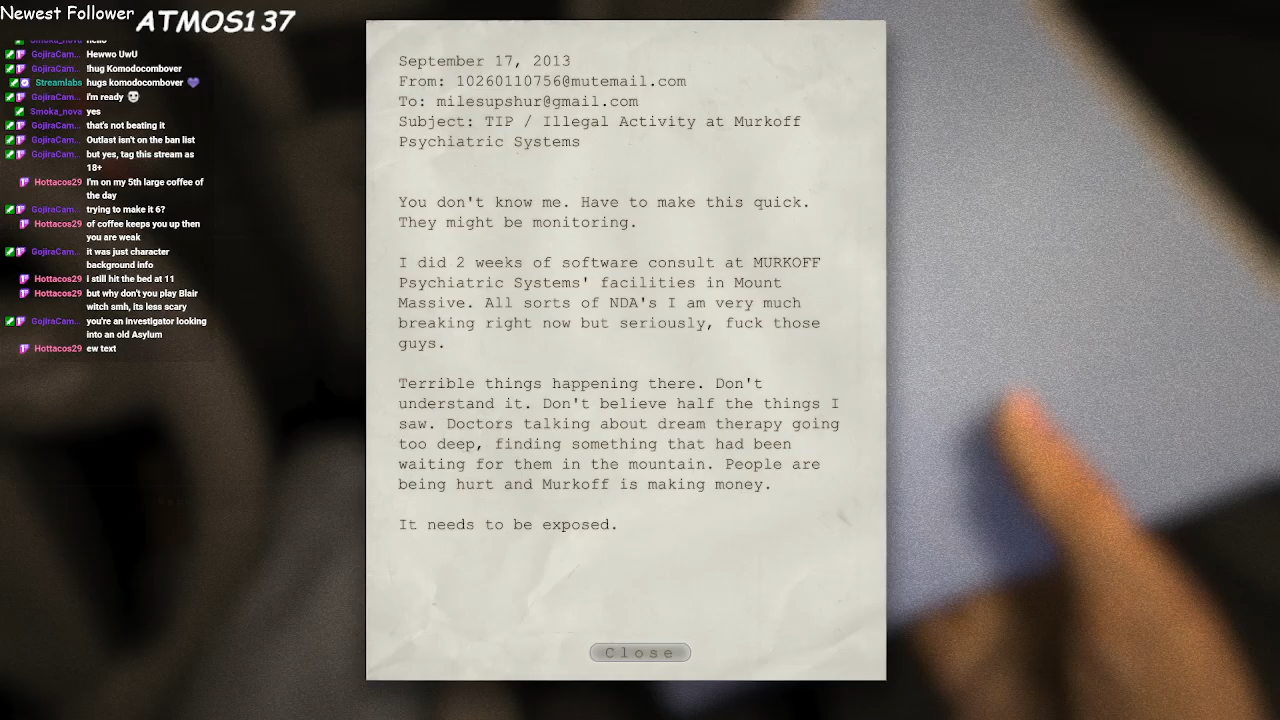 Newest Follower ATMOS137
Smoka_nova hello
GojiraCam... Hewwo UwU
GojiraCam... !hug Komodocombover
Streamlabs hugs komodocombover 💜
GojiraCam... I'm ready 💀
Smoka_nova yes
GojiraCam... that's not beating it
GojiraCam... Outlast isn't on the ban list
GojiraCam... but yes, tag this stream as
18+
Hottacos29 I'm on my 5th large coffee of
the day
GojiraCam... trying to make it 6?
Hottacos29 of coffee keeps you up then
you are weak
GojiraCam... it was just character
background info
Hottacos29 I still hit the bed at 11
Hottacos29 but why don't you play Blair
witch smh, its less scary
GojiraCam... you're an investigator looking
into an old Asylum
Hottacos29 ew text
September 17, 2013
From: 10260110756@mutemail.com
To: milesupshur@gmail.com
Subject: TIP / Illegal Activity at Murkoff
Psychiatric Systems
You don't know me. Have to make this quick.
They might be monitoring.
I did 2 weeks of software consult at MURKOFF
Psychiatric Systems' facilities in Mount
Massive. All sorts of NDA's I am very much
breaking right now but seriously, fuck those
guys.
Terrible things happening there. Don't
understand it. Don't believe half the things I
saw. Doctors talking about dream therapy going
too deep, finding something that had been
waiting for them in the mountain. People are
being hurt and Murkoff is making money.
It needs to be exposed.
Close